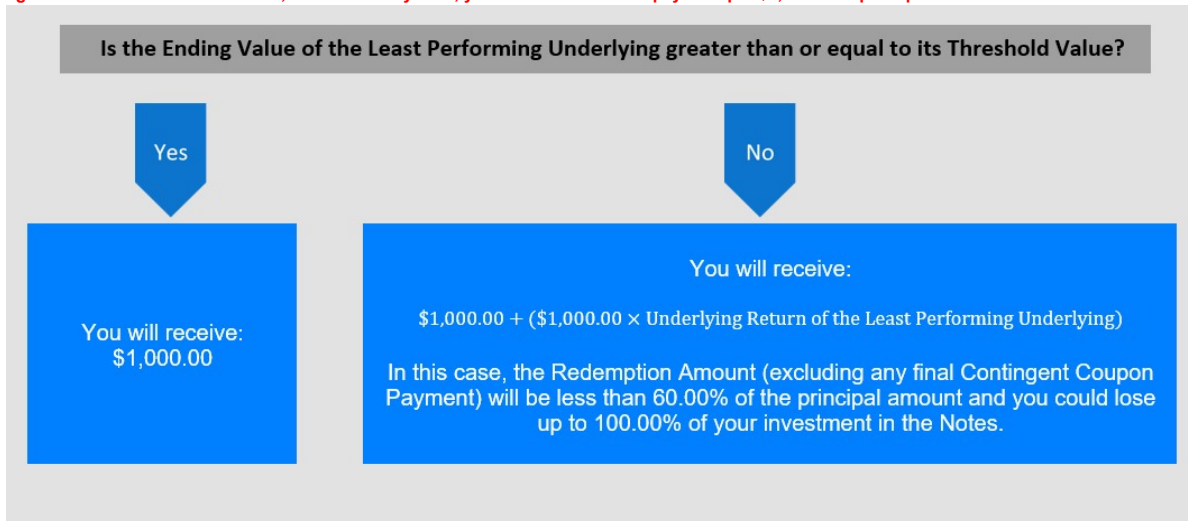 Is the Ending Value of the Least Performing Underlying greater than or equal to its Threshold Value?
Yes
No
You will receive:
$1,000.00
You will receive:
$1,000.00 + ($1,000.00 × Underlying Return of the Least Performing Underlying)
In this case, the Redemption Amount (excluding any final Contingent Coupon
Payment) will be less than 60.00% of the principal amount and you could lose
up to 100.00% of your investment in the Notes.